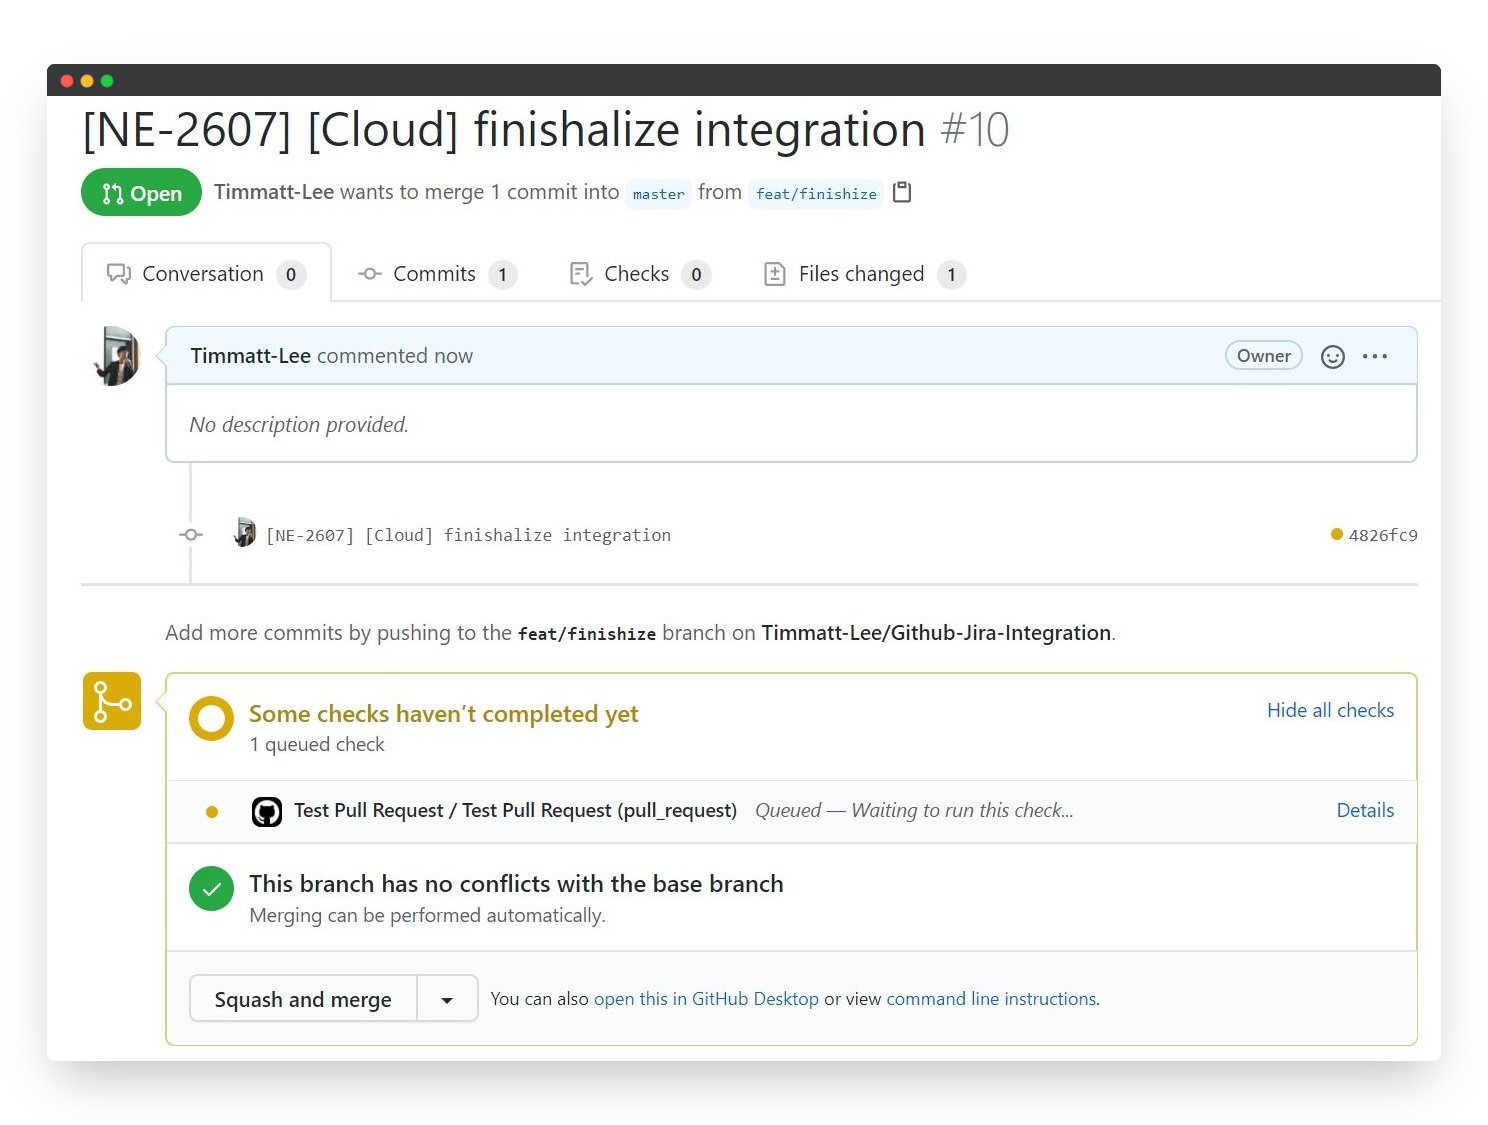 [NE-2607] [Cloud] finishalize integration #10
Open Timmatt-Lee wants to merge 1 commit into master from feat/finishize
Conversation 0 Commits 1 Checks 0 Files changed 1
Timmatt-Lee commented now Owner
No description provided.
[NE-2607] [Cloud] finishalize integration 4826fc9
Add more commits by pushing to the feat/finishize branch on Timmatt-Lee/Github-Jira-Integration.
Some checks haven’t completed yet Hide all checks
1 queued check
Test Pull Request / Test Pull Request (pull_request) Queued — Waiting to run this check... Details
This branch has no conflicts with the base branch
Merging can be performed automatically.
Squash and merge You can also open this in GitHub Desktop or view command line instructions.